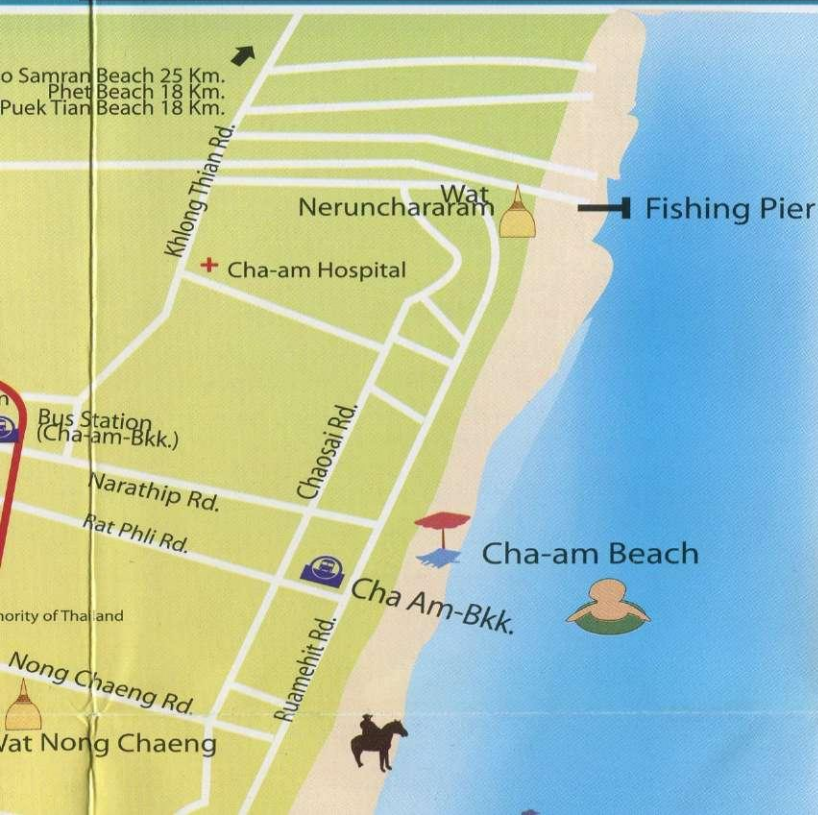 Samran Beach 25 Km.
Phet Beach 18 Km.
Puek Tian Beach 18 Km.
Khlong Thian Rd.
Wat
Nerunchararam
Fishing Pier
Cha-am Hospital
Bus Station
(Cha-am-Bkk.)
Chaosai Rd.
Narathip Rd.
Rat Phli Rd.
Cha-am Beach
Cha Am-Bkk.
of Thailand
Ruamehit Rd.
Nong Chaeng Rd.
Wat Nong Chaeng